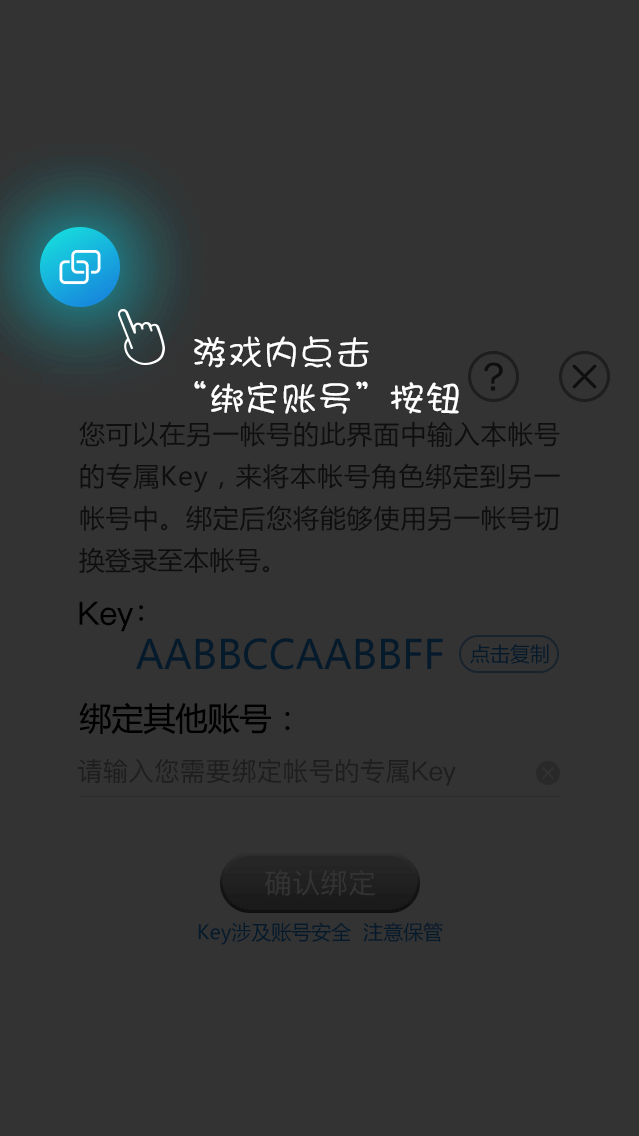 游戏内点击
“绑定账号”按钮
?
您可以在另一帐号的此界面中输入本帐号
的专属Key，来将本帐号角色绑定到另一
帐号中。绑定后您将能够使用另一帐号切
换登录至本帐号。
Key：
AABBCCAABBFF 点击复制
绑定其他账号：
请输入您需要绑定帐号的专属Key
确认绑定
Key涉及账号安全 注意保管